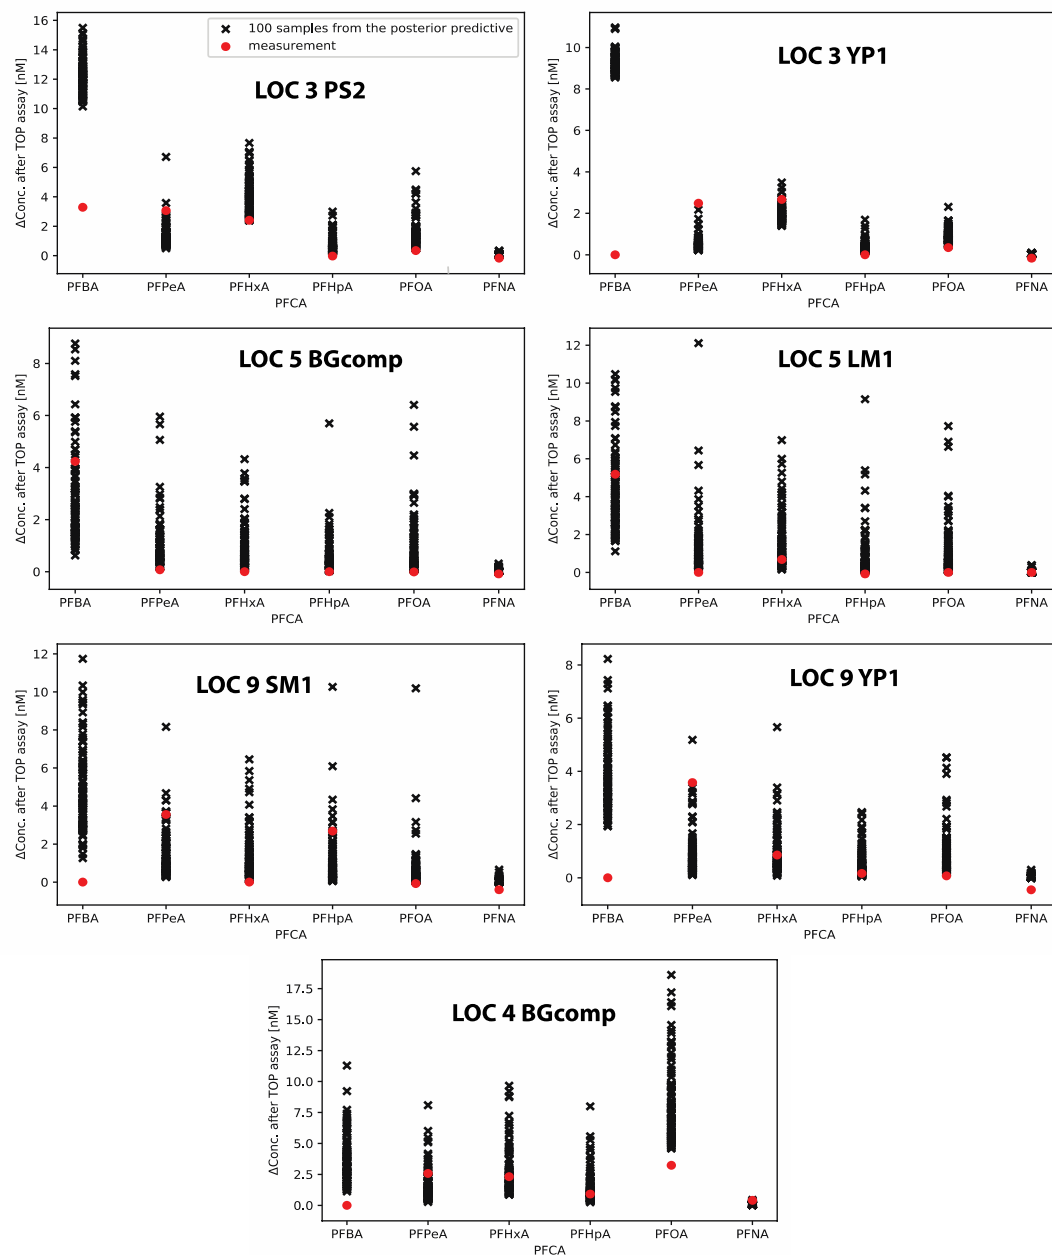 16
14
12
10
8
6
4
2
0
ΔConc. after TOP assay [nM]
100 samples from the posterior predictive
measurement
LOC 3 PS2
PFBA PFPeA PFHxA PFHpA PFOA PFNA
PFCA
10
8
6
4
2
0
ΔConc. after TOP assay [nM]
LOC 3 YP1
PFBA PFPeA PFHxA PFHpA PFOA PFNA
PFCA
8
6
4
2
0
ΔConc. after TOP assay [nM]
LOC 5 BGcomp
PFBA PFPeA PFHxA PFHpA PFOA PFNA
PFCA
12
10
8
6
4
2
0
ΔConc. after TOP assay [nM]
LOC 5 LM1
PFBA PFPeA PFHxA PFHpA PFOA PFNA
PFCA
12
10
8
6
4
2
0
ΔConc. after TOP assay [nM]
LOC 9 SM1
PFBA PFPeA PFHxA PFHpA PFOA PFNA
PFCA
8
6
4
2
0
ΔConc. after TOP assay [nM]
LOC 9 YP1
PFBA PFPeA PFHxA PFHpA PFOA PFNA
PFCA
17.5
15.0
12.5
10.0
7.5
5.0
2.5
0.0
ΔConc. after TOP assay [nM]
LOC 4 BGcomp
PFBA PFPeA PFHxA PFHpA PFOA PFNA
PFCA